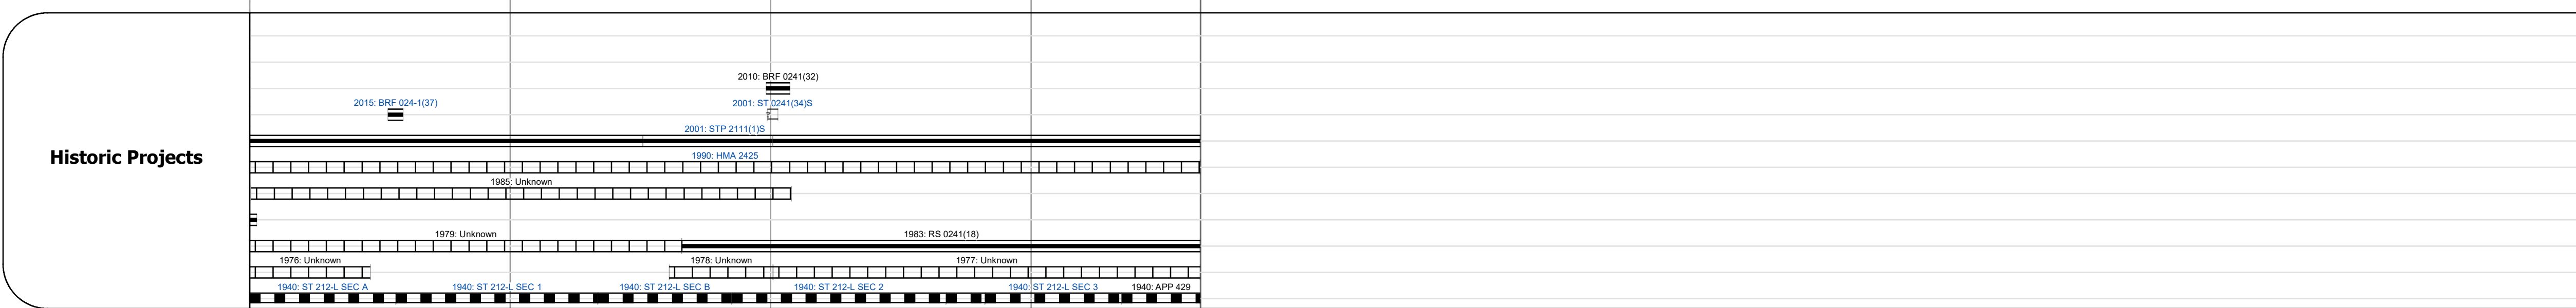 2010: BRF 0241(32)
2015: BRF 024-1(37)
2001: ST 0241(34)S
2001: STP 2111(1)S
Historic Projects
1990: HMA 2425
1985: Unknown
1979: Unknown
1983: RS 0241(18)
1976: Unknown
1978: Unknown
1977: Unknown
1940: ST 212-L SEC A
1940: ST 212-L SEC 1
1940: ST 212-L SEC B
1940: ST 212-L SEC 2
1940: ST 212-L SEC 3
1940: APP 429